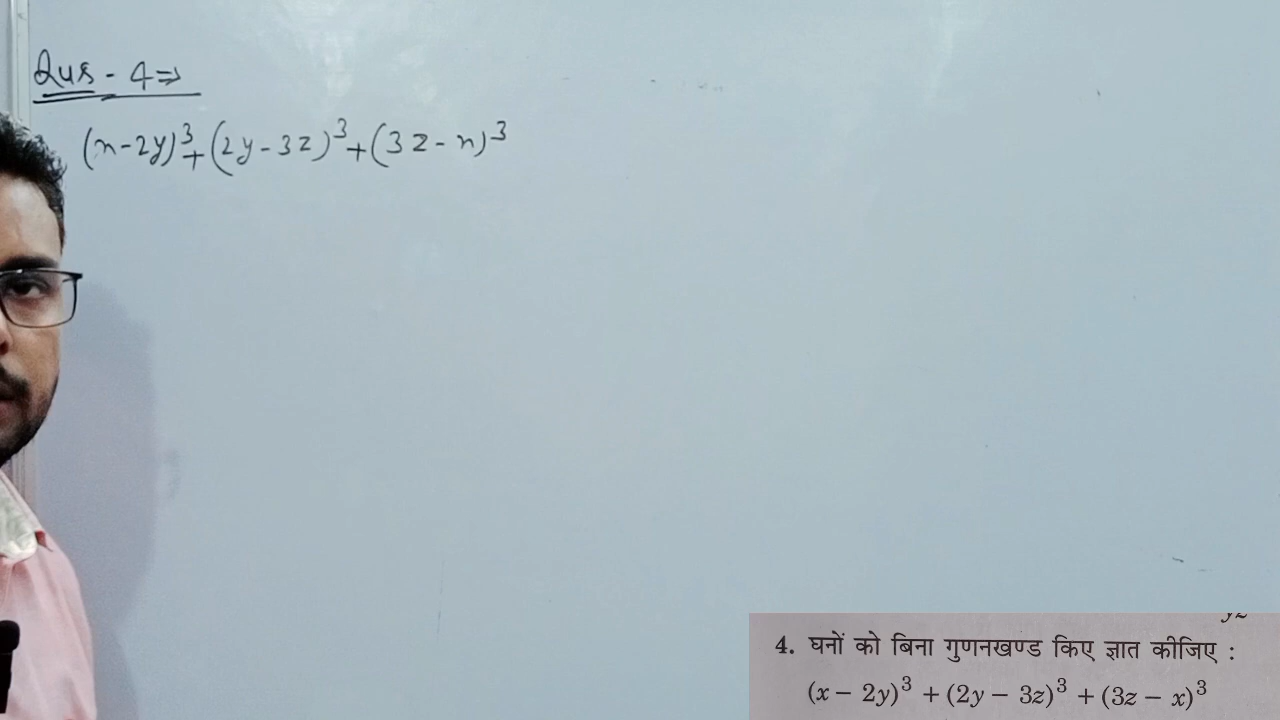 Qus - 4 ⇒
(x-2y)³+(2y-3z)³+(3z-x)³
4. घनों को बिना गुणनखण्ड किए ज्ञात कीजिए :
(x – 2y)³ + (2y – 3z)³ + (3z – x)³